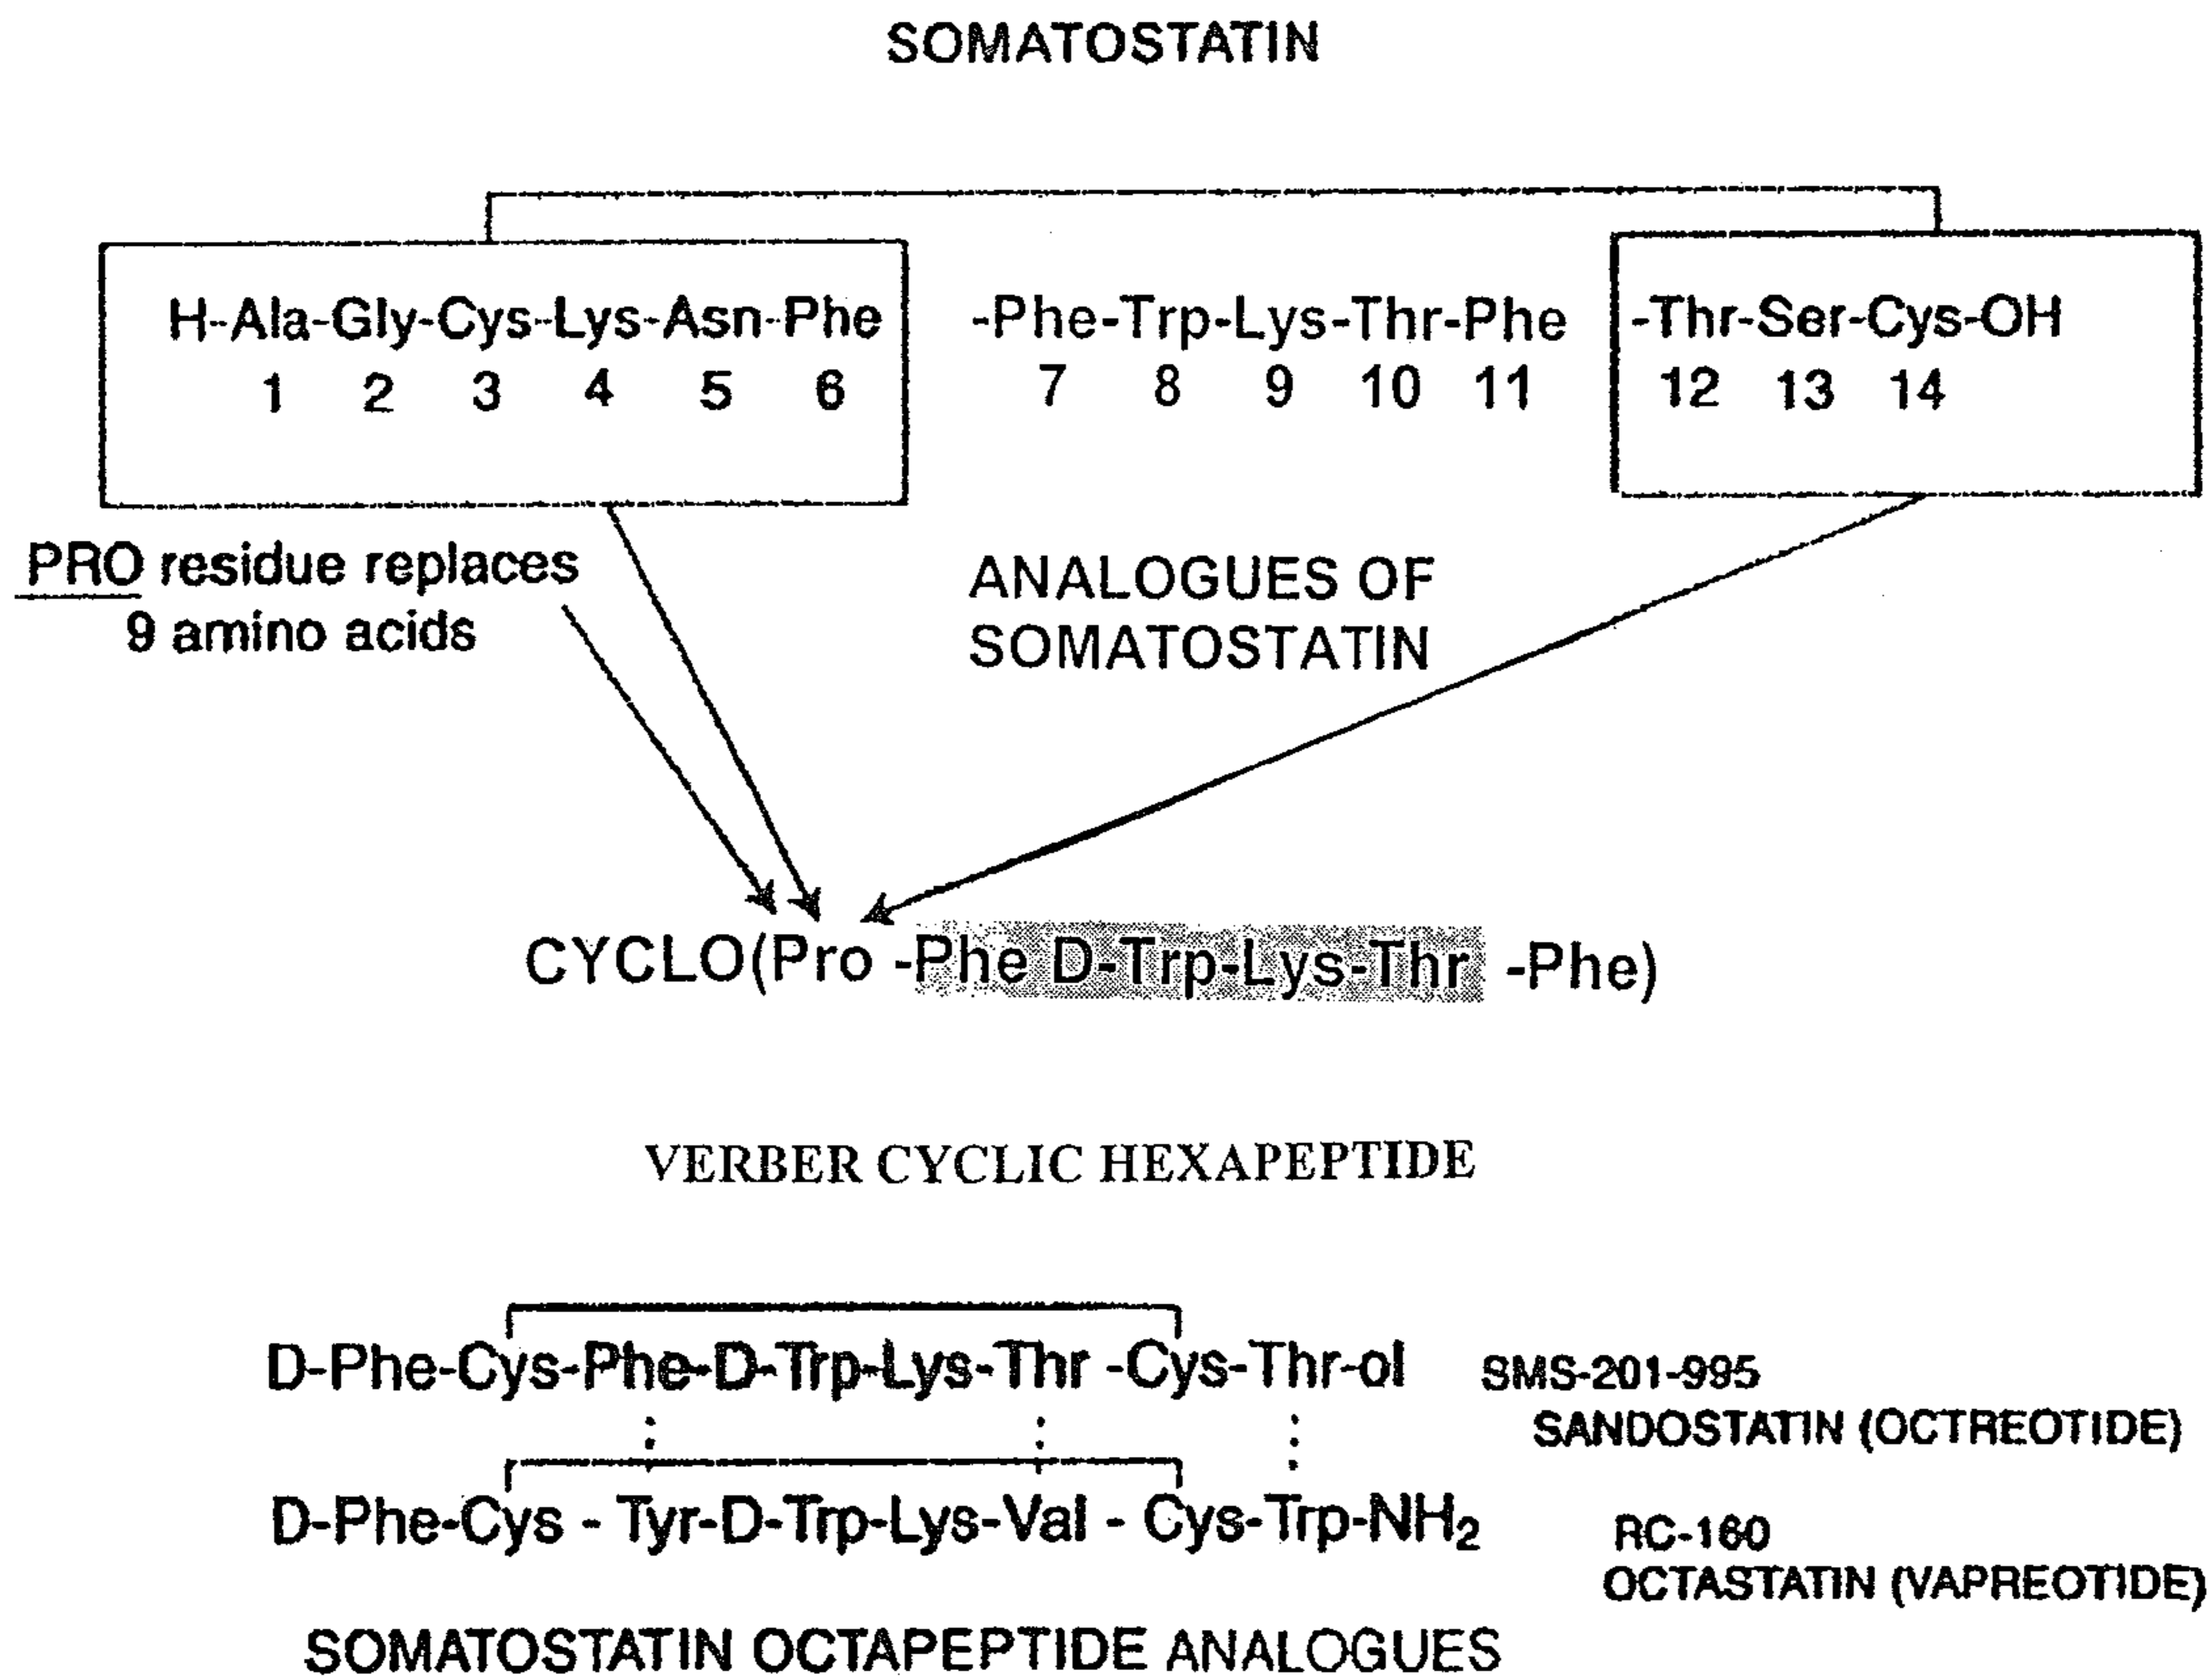 SOMATOSTATIN
H-Ala-Gly-Cys-Lys-Asn-Phe -Phe-Trp-Lys-Thr-Phe -Thr-Ser-Cys-OH
1 2 3 4 5 6 7 8 9 10 11 12 13 14
PRO residue replaces
9 amino acids
ANALOGUES OF
SOMATOSTATIN
CYCLO(Pro -Phe D-Trp-Lys-Thr -Phe)
VERBER CYCLIC HEXAPEPTIDE
D-Phe-Cys-Phe-D-Trp-Lys-Thr -Cys-Thr-ol SMS-201-995
SANDOSTATIN (OCTREOTIDE)
D-Phe-Cys - Tyr-D-Trp-Lys-Val - Cys-Trp-NH₂ RC-160
OCTASTATIN (VAPREOTIDE)
SOMATOSTATIN OCTAPEPTIDE ANALOGUES